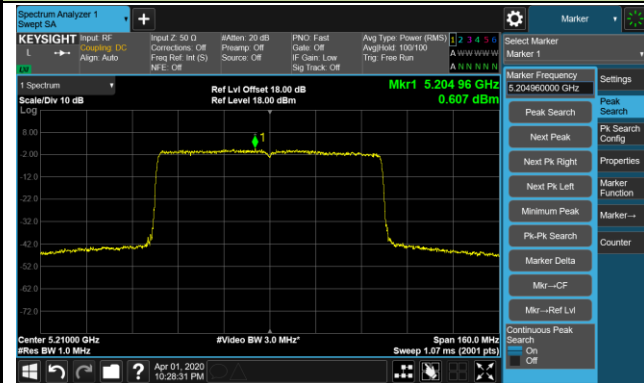 Spectrum Analyzer 1
Swept SA
+
Marker
KEYSIGHT
Input: RF
Coupling: DC
Align: Auto
Input Z: 50 Ω
Corrections: Off
Freq Ref: Int (S)
NFE: Off
#Atten: 20 dB
Preamp: Off
Source: Off
PNO: Fast
Gate: Off
IF Gain: Low
Sig Track: Off
Avg Type: Power (RMS)
Avg|Hold: 100/100
Trig: Free Run
1 2 3 4 5 6
A W W W W W
A N N N N N
L
Select Marker
Marker 1
1 Spectrum
Scale/Div 10 dB
Log
Ref Lvl Offset 18.00 dB
Ref Level 18.00 dBm
Mkr1 5.204 96 GHz
0.607 dBm
8.00
-2.00
-12.0
-22.0
-32.0
-42.0
-52.0
-62.0
-72.0
1
Center 5.21000 GHz
#Res BW 1.0 MHz
#Video BW 3.0 MHz*
Span 160.0 MHz
Sweep 1.07 ms (2001 pts)
Marker Frequency
5.204960000 GHz
Peak Search
Next Peak
Next Pk Right
Next Pk Left
Minimum Peak
Pk-Pk Search
Marker Delta
Mkr→CF
Mkr→Ref Lvl
Continuous Peak
Search
On
Off
Settings
Peak
Search
Pk Search
Config
Properties
Marker
Function
Marker→
Counter
?
Apr 01, 2020
10:28:31 PM